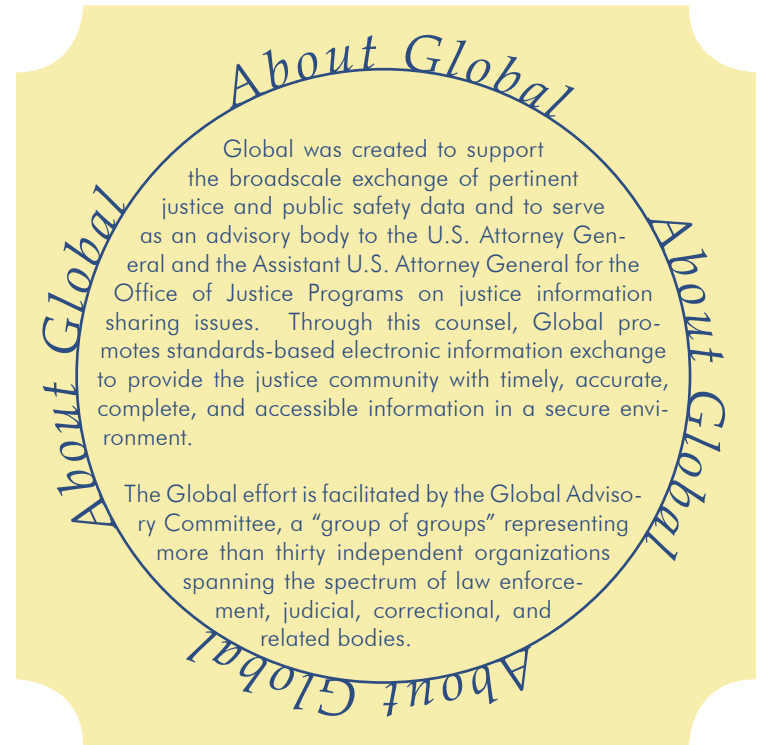 About Global
Global was created to support
the broadscale exchange of pertinent
justice and public safety data and to serve
as an advisory body to the U.S. Attorney Gen-
eral and the Assistant U.S. Attorney General for the
Office of Justice Programs on justice information
sharing issues. Through this counsel, Global pro-
motes standards-based electronic information exchange
to provide the justice community with timely, accurate,
complete, and accessible information in a secure envi-
ronment.
The Global effort is facilitated by the Global Adviso-
ry Committee, a “group of groups” representing
more than thirty independent organizations
spanning the spectrum of law enforce-
ment, judicial, correctional, and
related bodies.
About Global
About Global
About Global